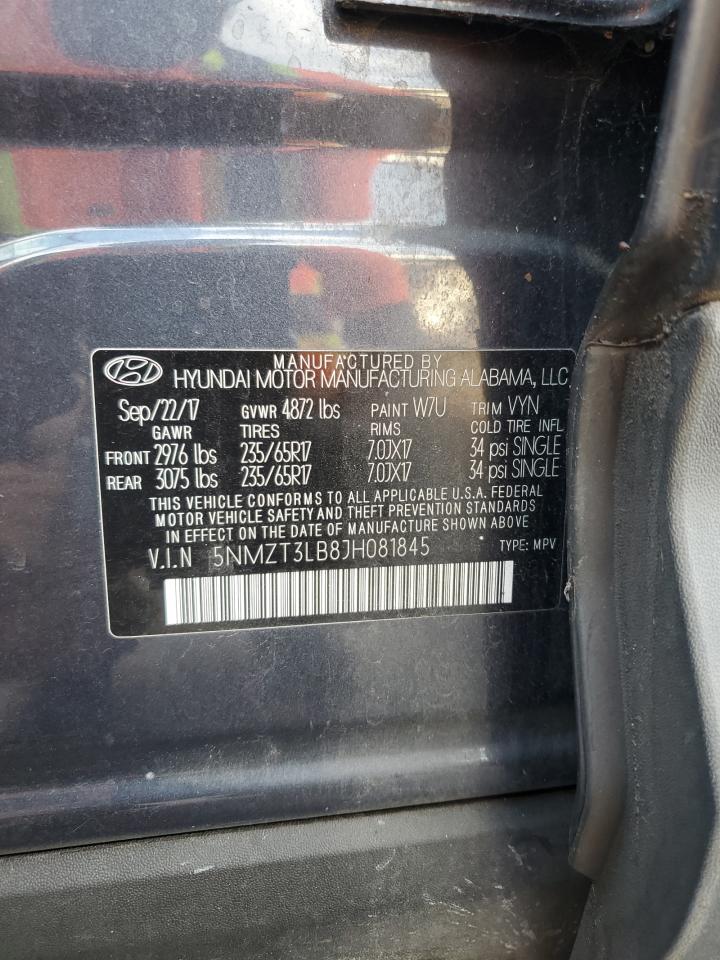 MANUFACTURED BY
HYUNDAI MOTOR MANUFACTURING ALABAMA, LLC
Sep/22/17 GVWR 4872 lbs PAINT W7U TRIM VYN
GAWR TIRES RIMS COLD TIRE INFL
FRONT 2976 lbs 235/65R17 7.0JX17 34 psi SINGLE
REAR 3075 lbs 235/65R17 7.0JX17 34 psi SINGLE
THIS VEHICLE CONFORMS TO ALL APPLICABLE U.S.A. FEDERAL
MOTOR VEHICLE SAFETY AND THEFT PREVENTION STANDARDS
IN EFFECT ON THE DATE OF MANUFACTURE SHOWN ABOVE
V.I.N 5NMZT3LB8JH081845 TYPE: MPV